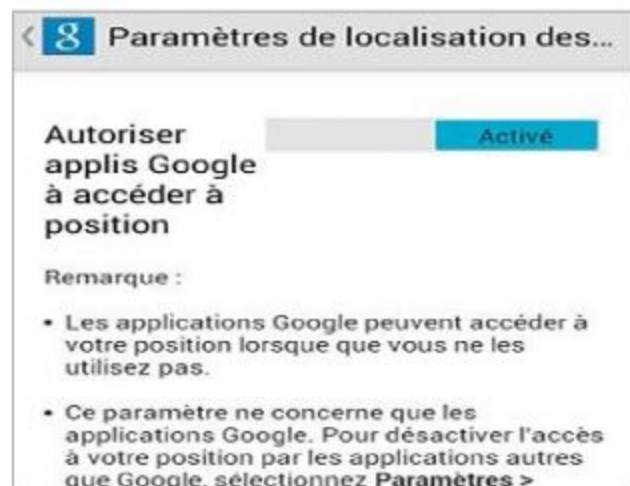 8 Paramètres de localisation des...
Autoriser
applis Google
à accéder à
position
Activé
Remarque :
• Les applications Google peuvent accéder à
votre position lorsque que vous ne les
utilisez pas.
• Ce paramètre ne concerne que les
applications Google. Pour désactiver l'accès
à votre position par les applications autres
que Google, sélectionnez Paramètres >